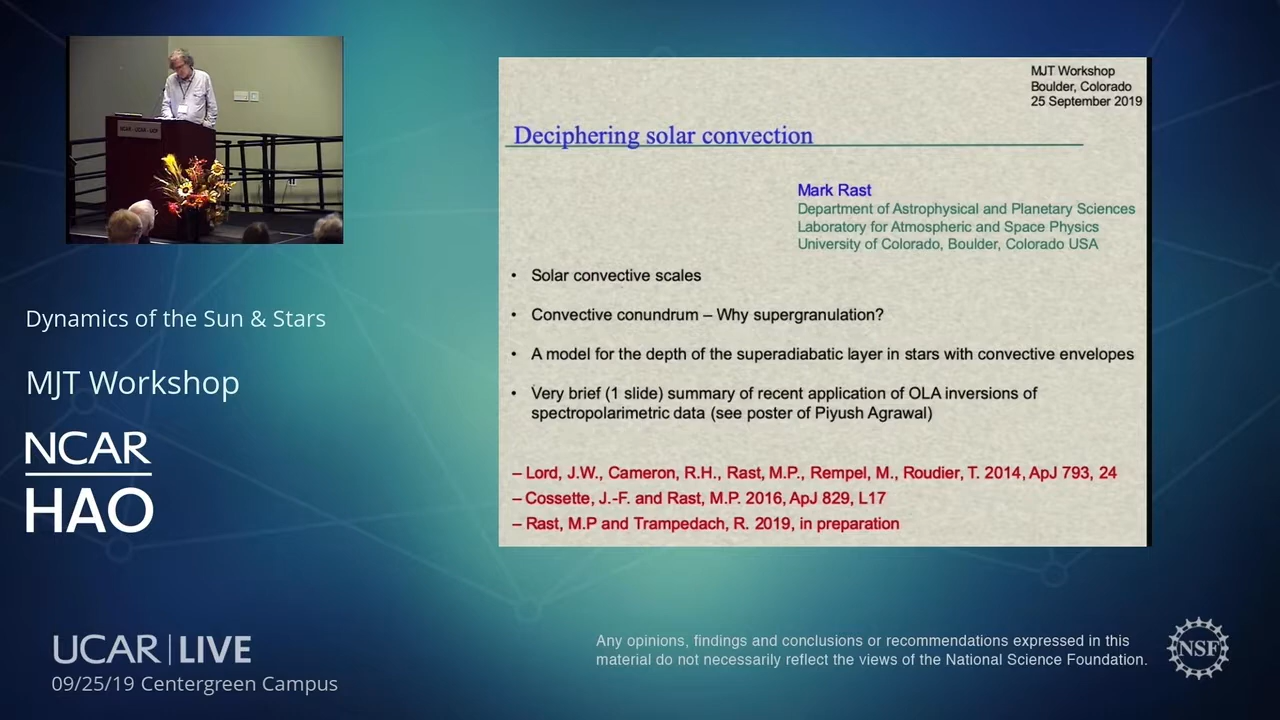 MJT Workshop
Boulder, Colorado
25 September 2019
Deciphering solar convection
Mark Rast
Department of Astrophysical and Planetary Sciences
Laboratory for Atmospheric and Space Physics
University of Colorado, Boulder, Colorado USA
• Solar convective scales
• Convective conundrum – Why supergranulation?
• A model for the depth of the superadiabatic layer in stars with convective envelopes
• Very brief (1 slide) summary of recent application of OLA inversions of
spectropolarimetric data (see poster of Piyush Agrawal)
– Lord, J.W., Cameron, R.H., Rast, M.P., Rempel, M., Roudier, T. 2014, ApJ 793, 24
– Cossette, J.-F. and Rast, M.P. 2016, ApJ 829, L17
– Rast, M.P and Trampedach, R. 2019, in preparation
Dynamics of the Sun & Stars
MJT Workshop
NCAR
HAO
UCAR | LIVE
09/25/19 Centergreen Campus
Any opinions, findings and conclusions or recommendations expressed in this
material do not necessarily reflect the views of the National Science Foundation.
NSF